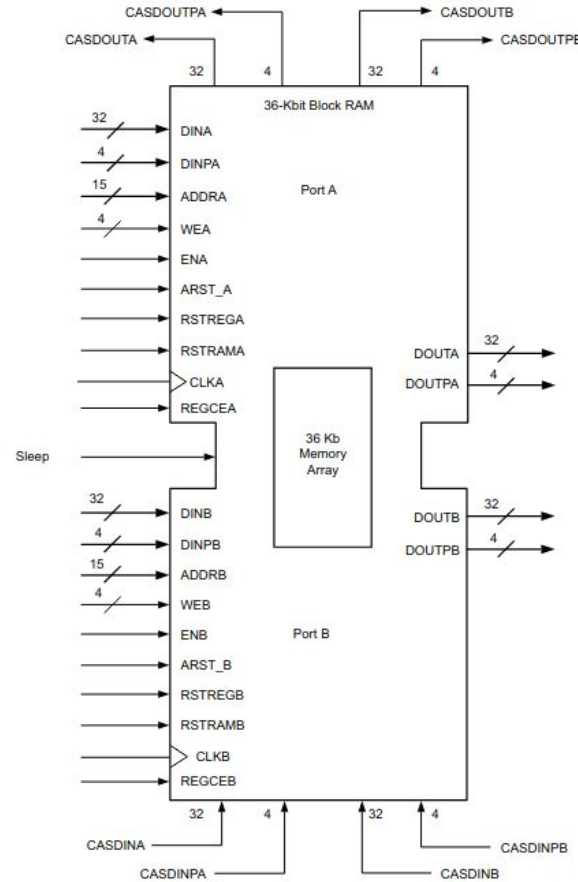 CASDOUTPA
CASDOUTB
CASDOUTA
CASDOUTPB
32 4 32 4
36-Kbit Block RAM
32
DINA
4
DINPA
Port A
15
ADDRA
4
WEA
ENA
ARST_A
RSTREGA
32
DOUTA
RSTRAMA
4
DOUTPA
CLKA
REGCEA
36 Kb
Memory
Array
Sleep
32
DINB
32
DOUTB
4
DINPB
4
DOUTPB
15
ADDRB
4
WEB
ENB
Port B
ARST_B
RSTREGB
RSTRAMB
CLKB
REGCEB
32 4 32 4
CASDINA
CASDINPB
CASDINPA
CASDINB